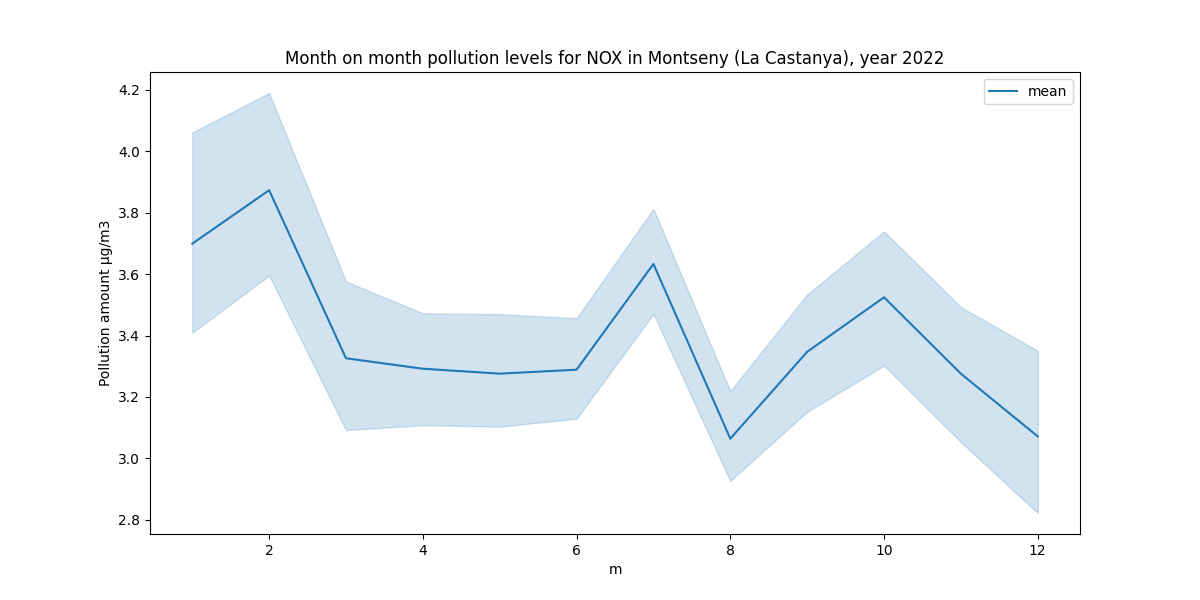 Month on month pollution levels for NOX in Montseny (La Castanya), year 2022
mean
Pollution amount µg/m3
4.2
4.0
3.8
3.6
3.4
3.2
3.0
2.8
2 4 6 8 10 12
m